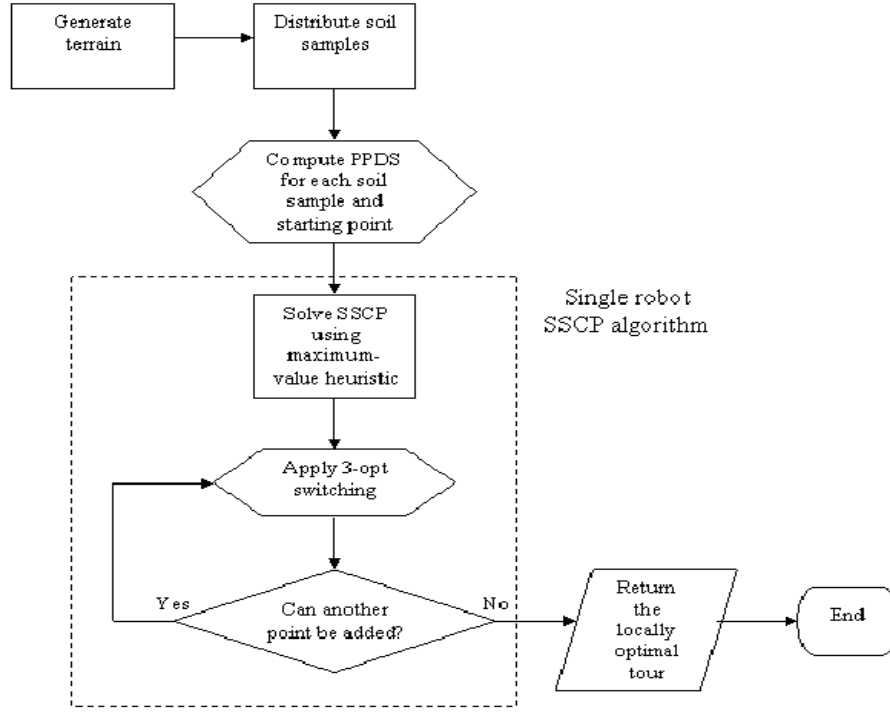 Generate
terrain
Distribute soil
samples
Compute PPDS
for each soil
sample and
starting point
Single robot
SSCP algorithm
Solve SSCP
using
maximum-
value heuristic
Apply 3-opt
switching
Yes
Can another
point be added?
No
Return
the
locally
optimal
tour
End